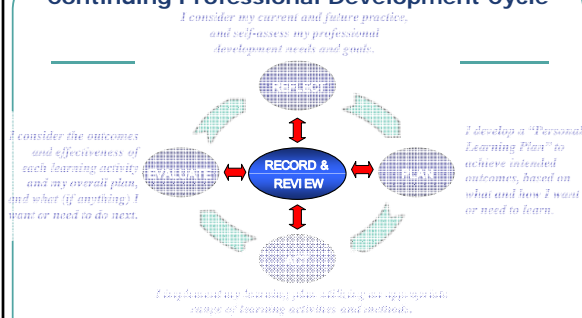 continuing Professional Development cycle
I consider my current and future practice,
and self-assess my professional
development needs and goals.
REFLECT
I consider the outcomes
and effectiveness of
each learning activity
and my overall plan,
and what (if anything) I
want or need to do next.
EVALUATE
RECORD &
REVIEW
PLAN
I develop a "Personal
Learning Plan" to
achieve intended
outcomes, based on
what and how I want
or need to learn.
I implement my learning plan utilizing an appropriate
range of learning activities and methods.